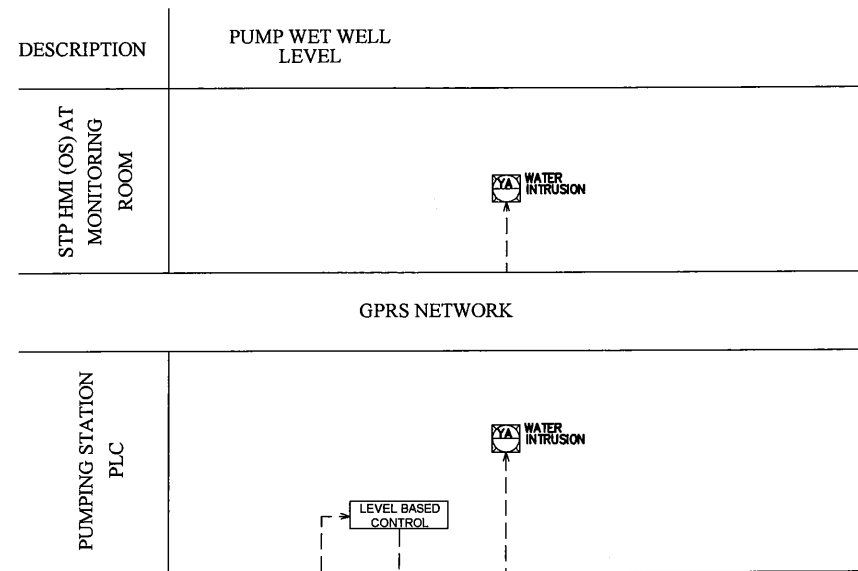 DESCRIPTION
PUMP WET WELL
LEVEL
STP HMI (OS) AT
MONITORING
ROOM
YA
WATER
INTRUSION
GPRS NETWORK
PUMPING STATION
PLC
YA
WATER
INTRUSION
LEVEL BASED
CONTROL